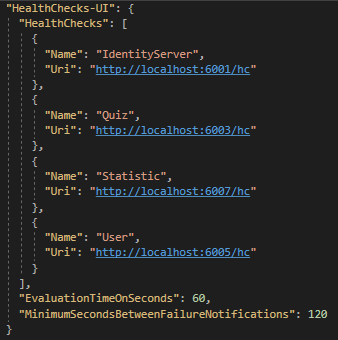 "HealthChecks-UI": {
"HealthChecks": [
{
"Name": "IdentityServer",
"Uri": "http://localhost:6001/hc"
},
{
"Name": "Quiz",
"Uri": "http://localhost:6003/hc"
},
{
"Name": "Statistic",
"Uri": "http://localhost:6007/hc"
},
{
"Name": "User",
"Uri": "http://localhost:6005/hc"
}
],
"EvaluationTimeOnSeconds": 60,
"MinimumSecondsBetweenFailureNotifications": 120
}